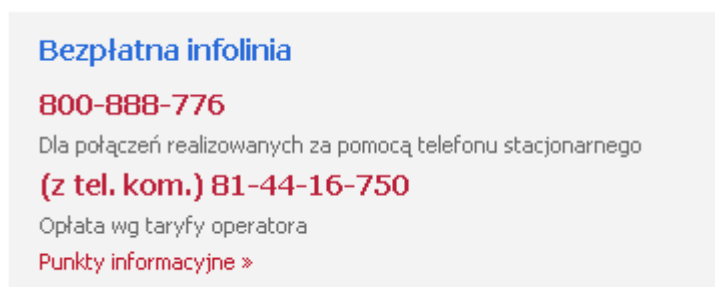 Bezpłatna infolinia
800-888-776
Dla połączeń realizowanych za pomocą telefonu stacjonarnego
(z tel. kom.) 81-44-16-750
Opłata wg taryfy operatora
Punkty informacyjne »